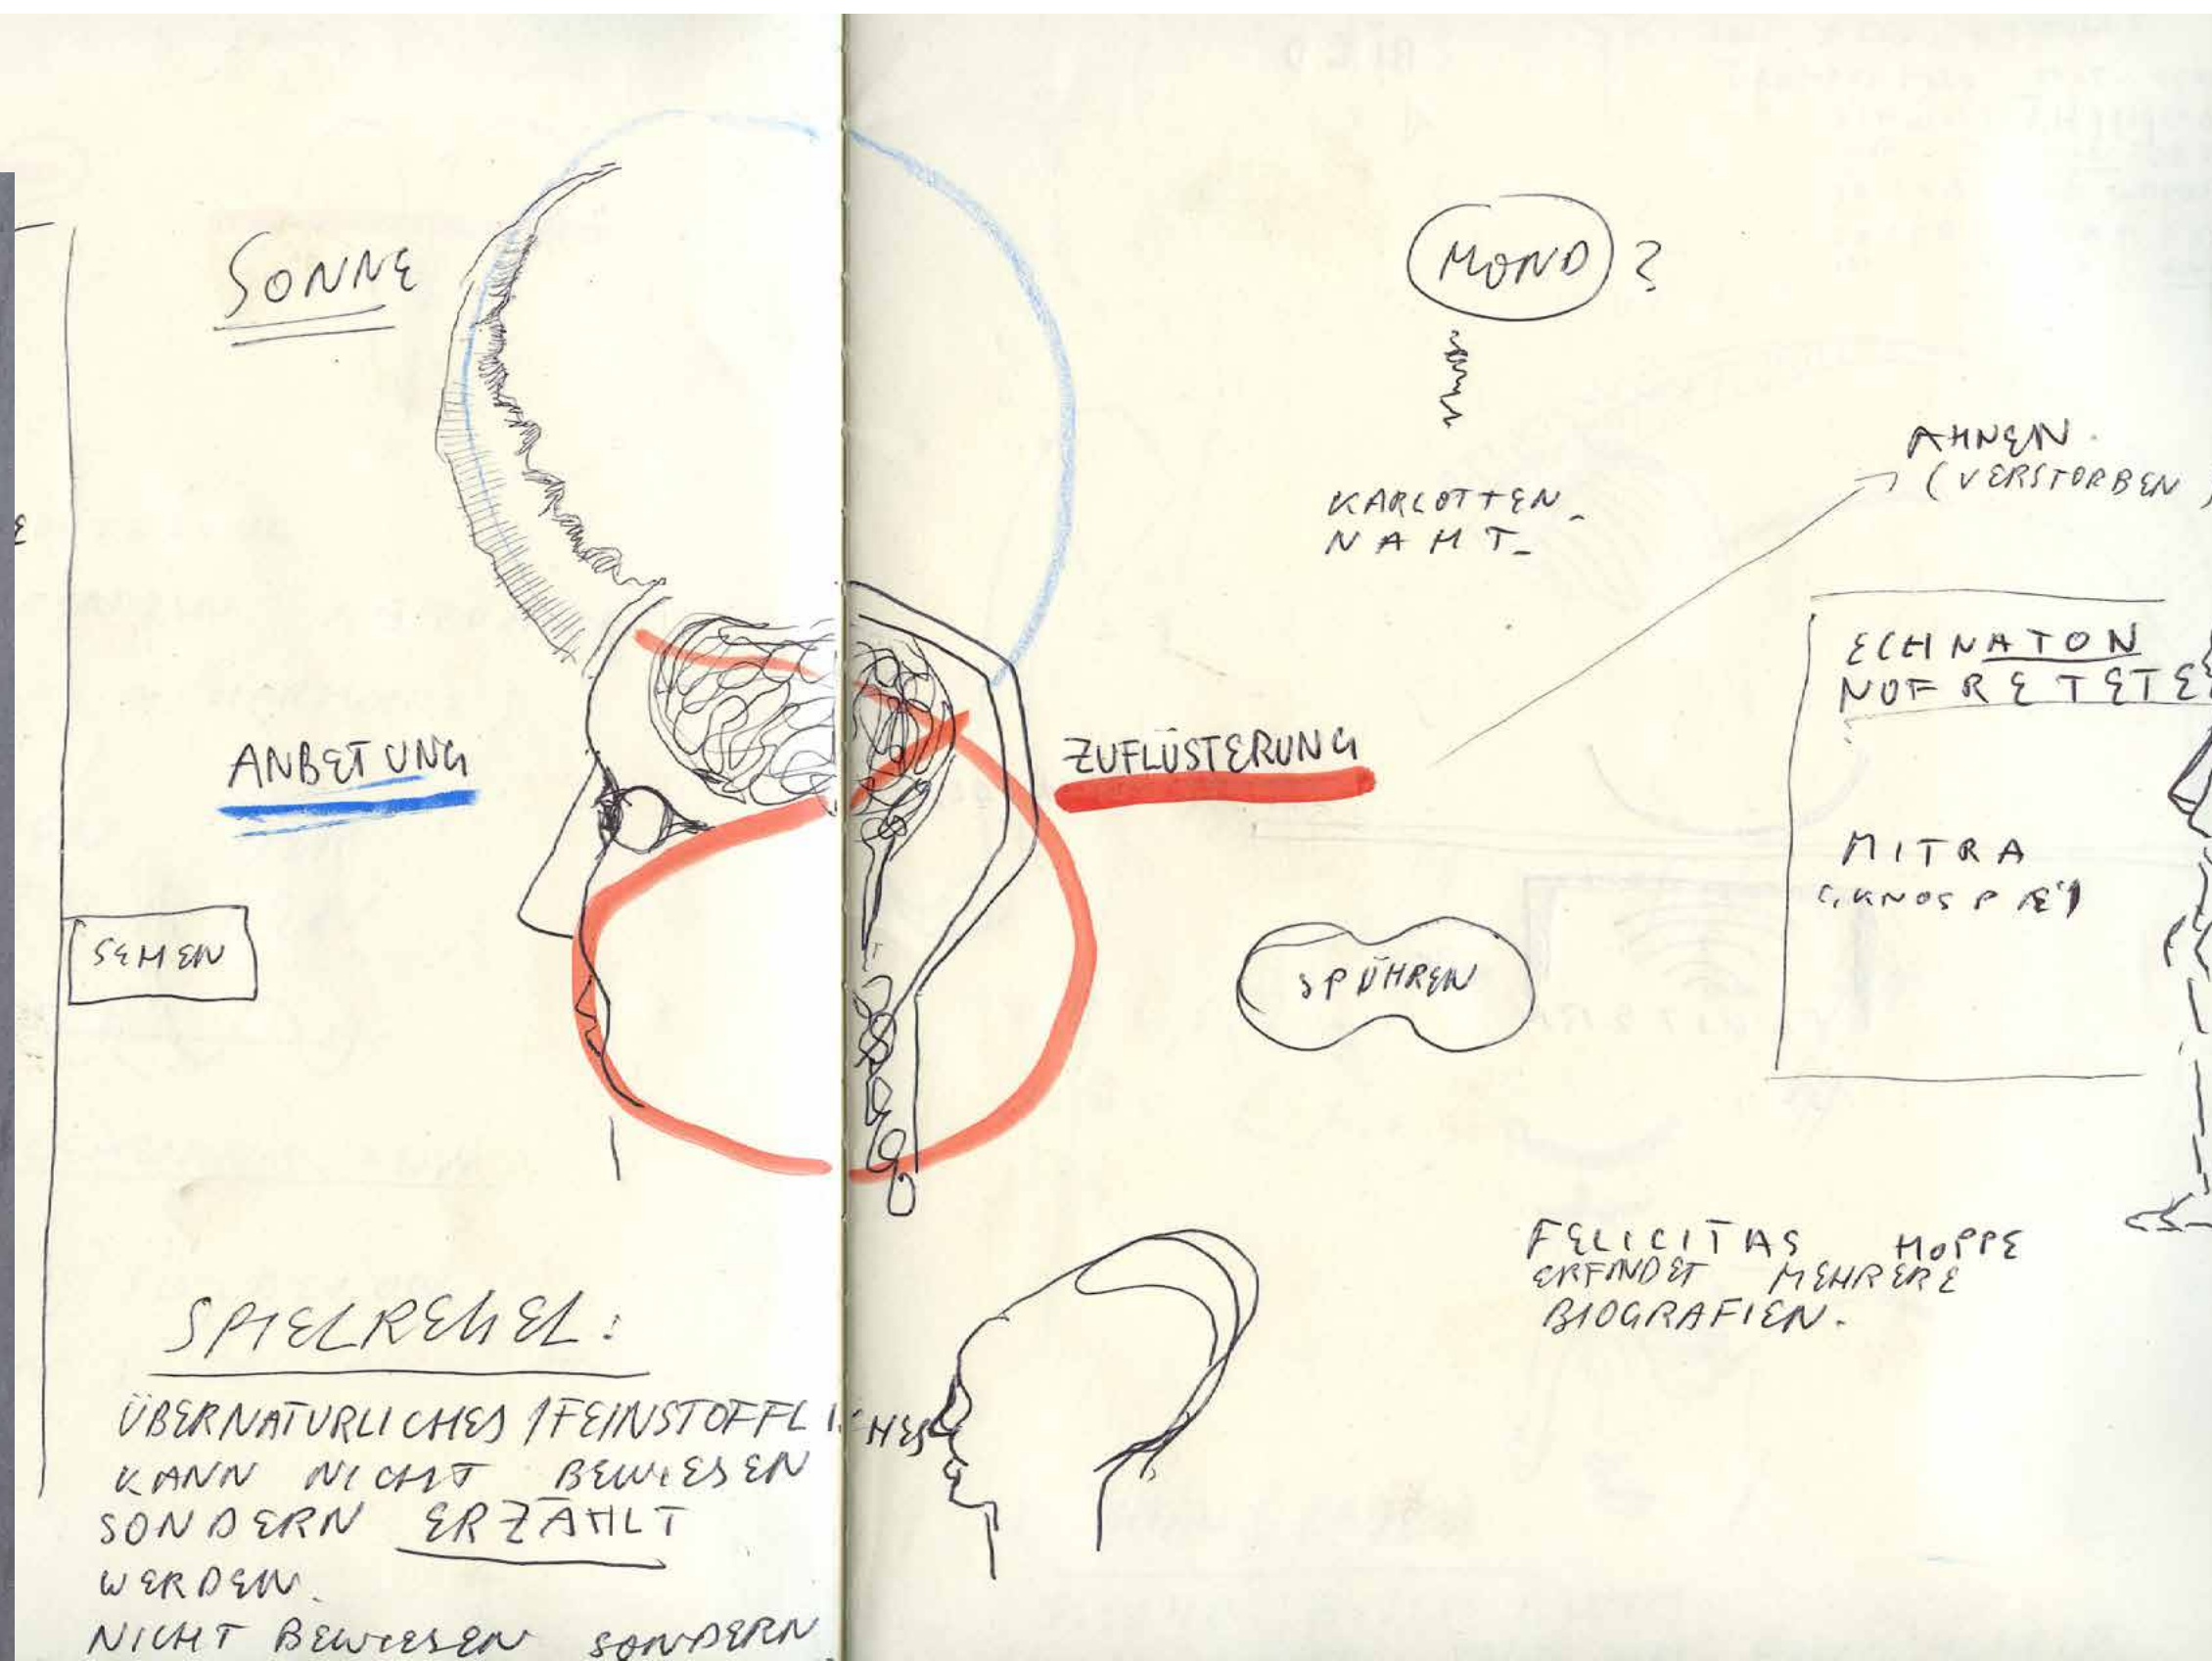 SONNE
MOND ?
KARLOTTEN-
NAHT-
AHNEN.
(VERSTORBEN)
ECHNATON
NOFRETETE
ANBETUNG
ZUFLÜSTERUNG
MITRA
SEHEN
SPÜHREN
FELICITAS HOPPE
ERFINDET MEHRERE
BIOGRAFIEN.
SPIELREGEL:
ÜBERNATURLICHES /FEINSTOFFLICHES
KANN NICHT BEWIESEN
SONDERN ERZÄHLT
WERDEN.
NICHT BEWIESEN SONDERN